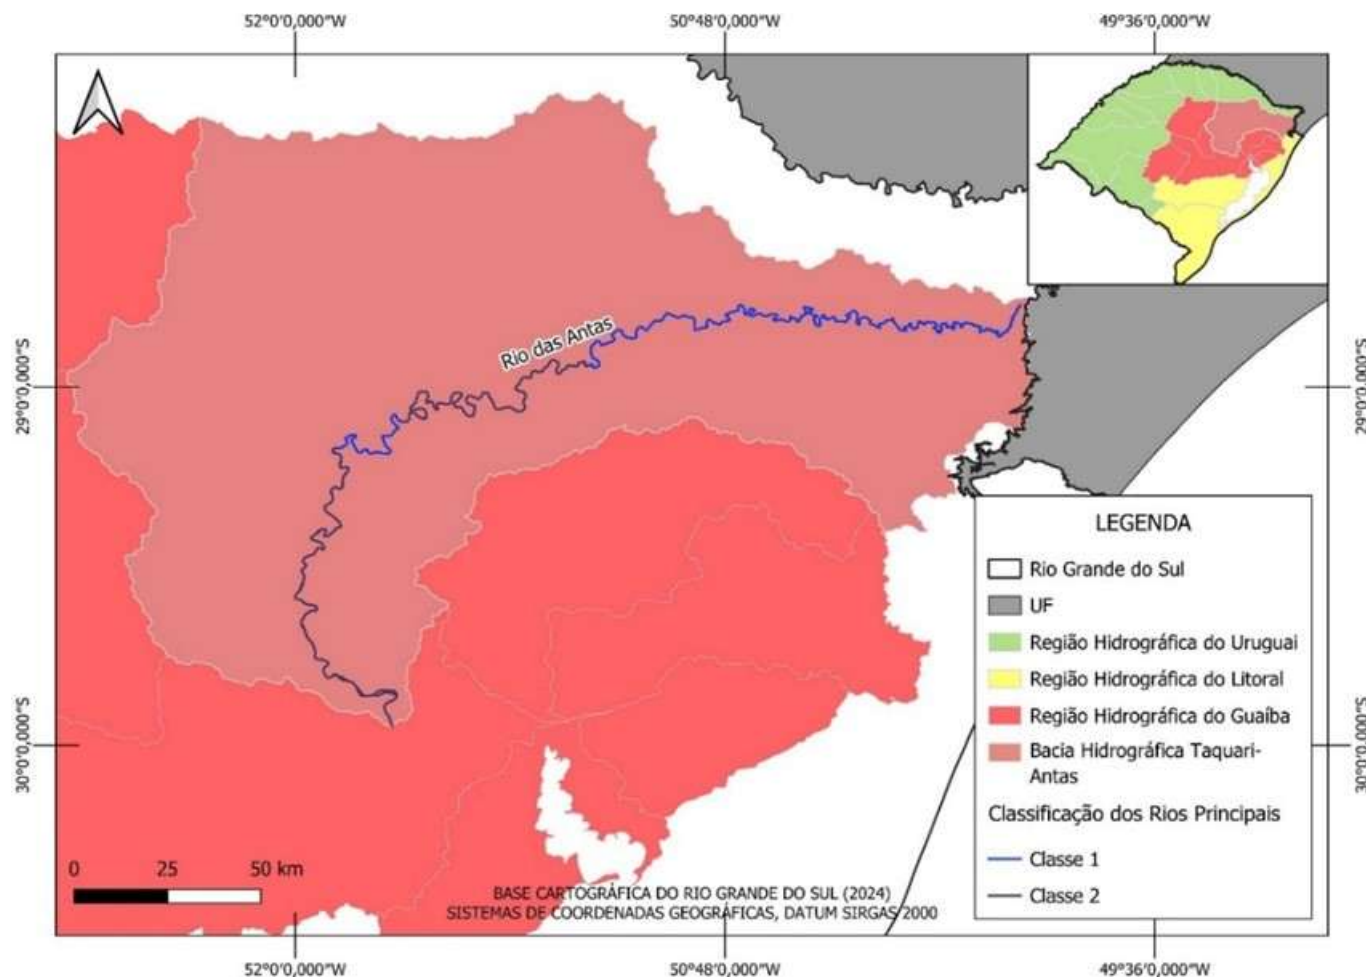 52°0'0,000"W
50°48'0,000"W
49°36'0,000"W
Rio das Antas
29°0'0,000"S
29°0'0,000"S
30°0'0,000"S
30°0'0,000"S
LEGENDA
Rio Grande do Sul
UF
Região Hidrográfica do Uruguai
Região Hidrográfica do Litoral
Região Hidrográfica do Guaíba
Bacia Hidrográfica Taquari-
Antas
Classificação dos Rios Principais
Classe 1
Classe 2
0 25 50 km
BASE CARTOGRÁFICA DO RIO GRANDE DO SUL (2024)
SISTEMAS DE COORDENADAS GEOGRÁFICAS, DATUM SIRGAS 2000
52°0'0,000"W
50°48'0,000"W
49°36'0,000"W